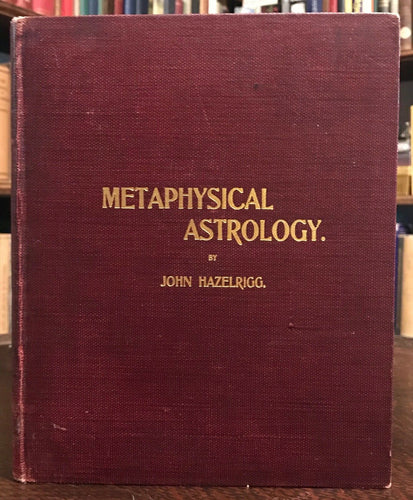 METAPHYSICAL
ASTROLOGY.
BY
JOHN HAZELRIGG.